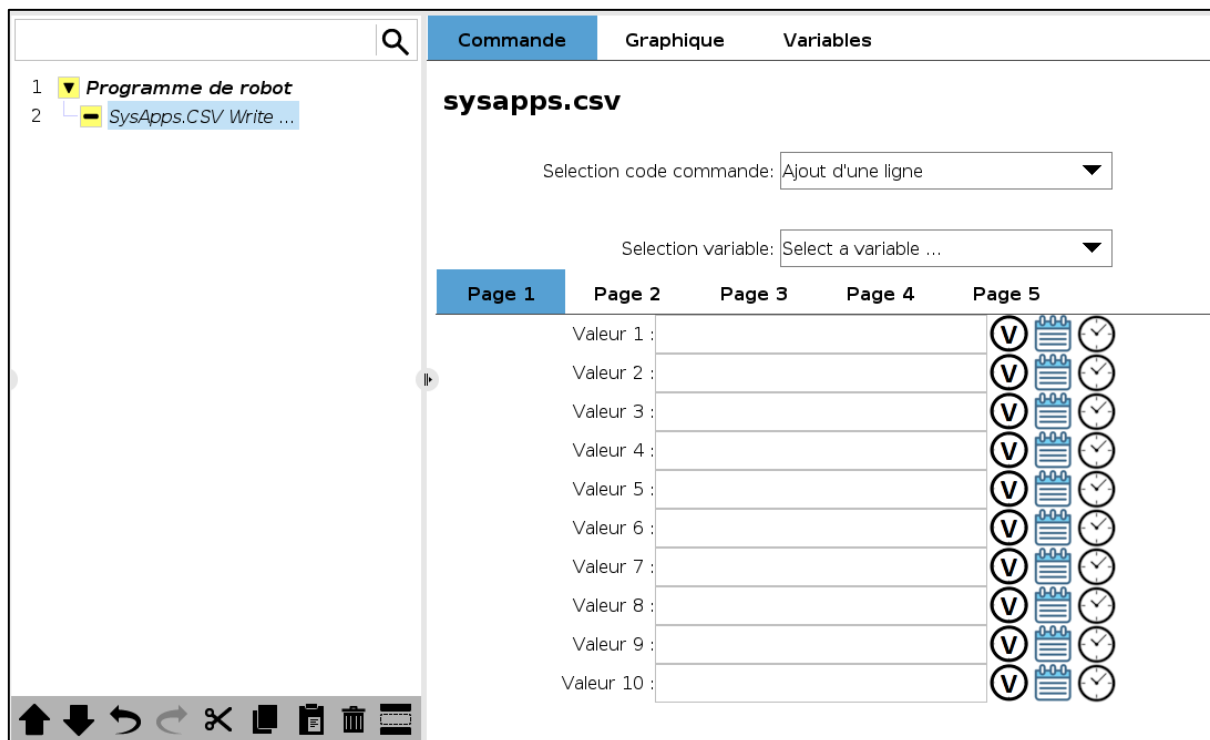 Commande Graphique Variables
1 Programme de robot
2 SysApps.CSV Write ...
sysapps.csv
Selection code commande: Ajout d'une ligne
Selection variable: Select a variable ...
Page 1 Page 2 Page 3 Page 4 Page 5
Valeur 1 : V
Valeur 2 : V
Valeur 3 : V
Valeur 4 : V
Valeur 5 : V
Valeur 6 : V
Valeur 7 : V
Valeur 8 : V
Valeur 9 : V
Valeur 10 : V